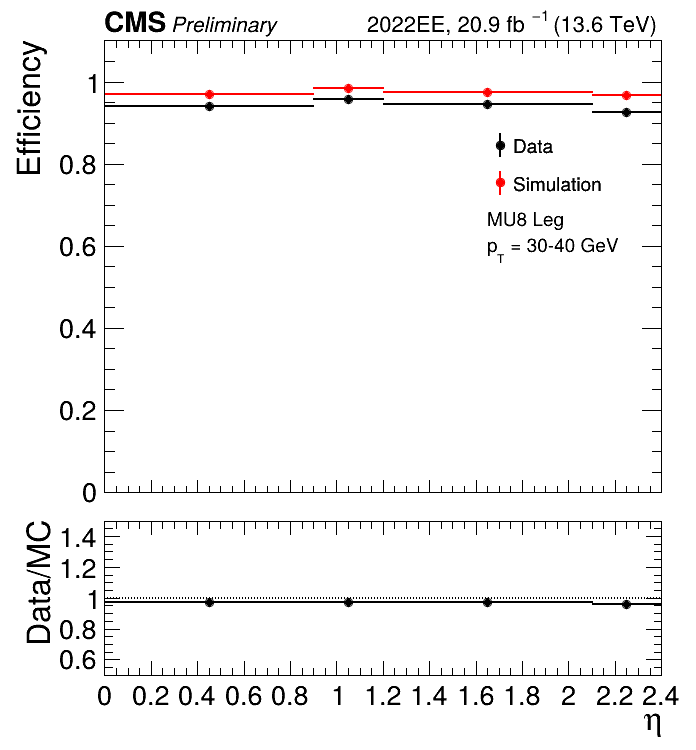 CMS Preliminary 2022EE, 20.9 fb⁻¹ (13.6 TeV)
Efficiency
1
0.8
0.6
0.4
0.2
0
Data
Simulation
MU8 Leg
p_T = 30-40 GeV
Data/MC
1.4
1.2
1
0.8
0.6
0 0.2 0.4 0.6 0.8 1 1.2 1.4 1.6 1.8 2 2.2 2.4
η